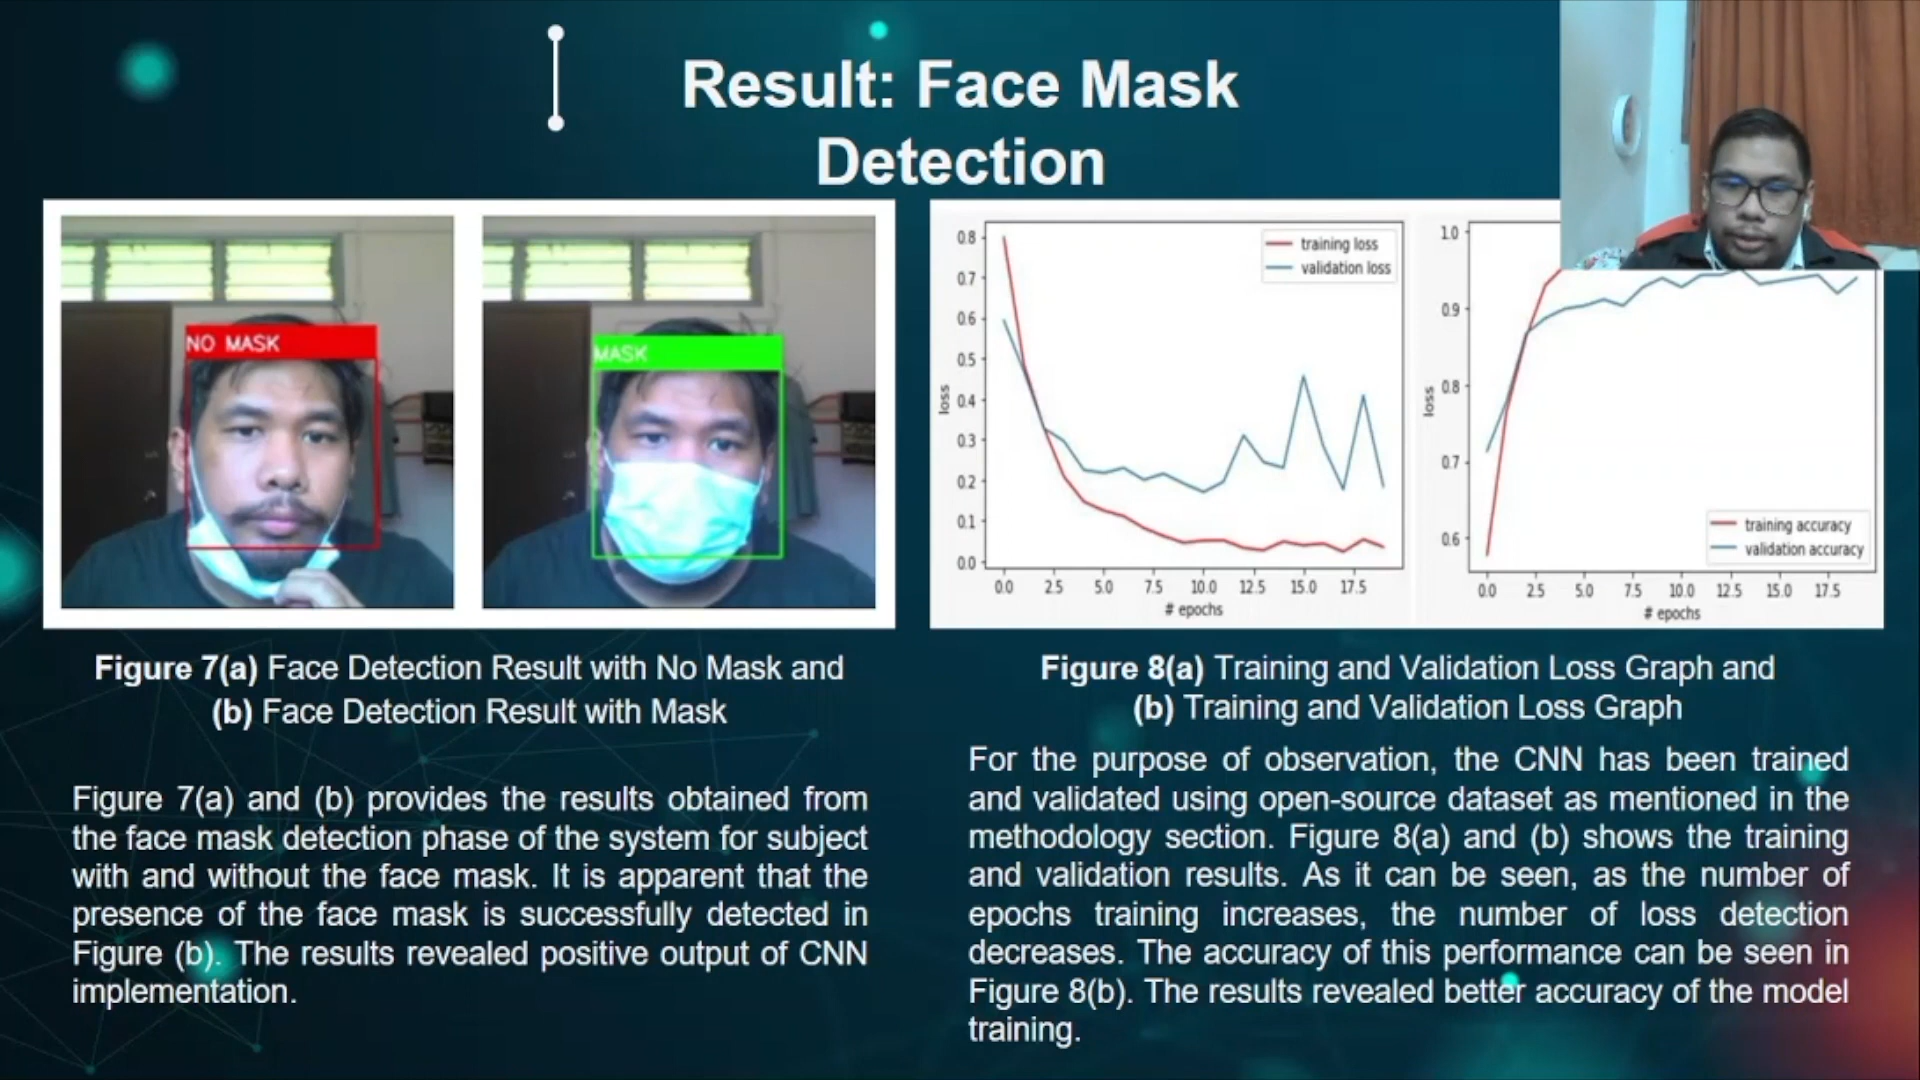 Result: Face Mask
Detection
NO MASK
MASK
training loss
validation loss
0.8
0.7
0.6
0.5
0.4
0.3
0.2
0.1
0.0
loss
0.0 2.5 5.0 7.5 10.0 12.5 15.0 17.5
# epochs
1.0
0.9
0.8
0.7
0.6
loss
training accuracy
validation accuracy
0.0 2.5 5.0 7.5 10.0 12.5 15.0 17.5
# epochs
Figure 7(a) Face Detection Result with No Mask and
(b) Face Detection Result with Mask
Figure 7(a) and (b) provides the results obtained from
the face mask detection phase of the system for subject
with and without the face mask. It is apparent that the
presence of the face mask is successfully detected in
Figure (b). The results revealed positive output of CNN
implementation.
Figure 8(a) Training and Validation Loss Graph and
(b) Training and Validation Loss Graph
For the purpose of observation, the CNN has been trained
and validated using open-source dataset as mentioned in the
methodology section. Figure 8(a) and (b) shows the training
and validation results. As it can be seen, as the number of
epochs training increases, the number of loss detection
decreases. The accuracy of this performance can be seen in
Figure 8(b). The results revealed better accuracy of the model
training.